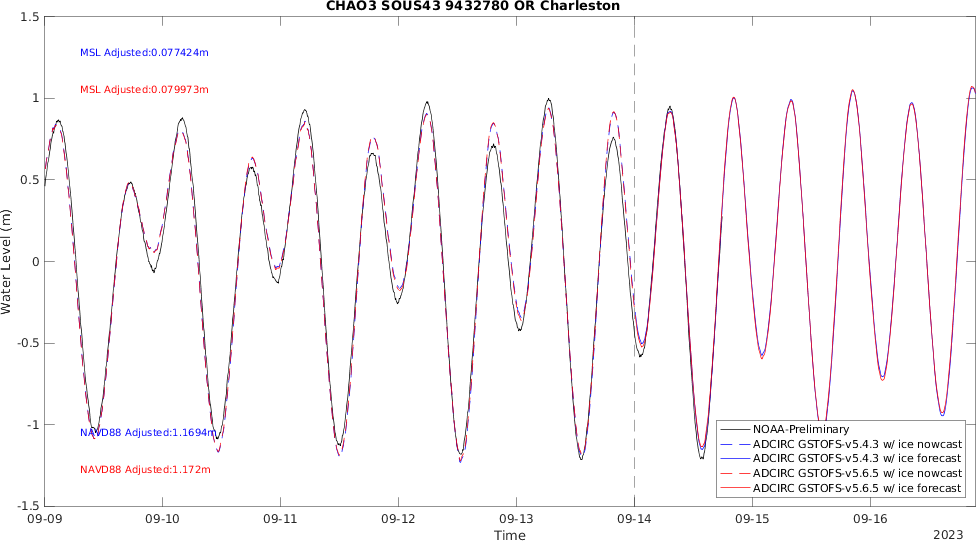 CHAO3 SOUS43 9432780 OR Charleston
1.5
MSL Adjusted:0.077424m
MSL Adjusted:0.079973m
1
0.5
0
-0.5
-1
-1.5
Water Level (m)
NAVD88 Adjusted:1.1694m
NAVD88 Adjusted:1.172m
NOAA-Preliminary
ADCIRC GSTOFS-v5.4.3 w/ ice nowcast
ADCIRC GSTOFS-v5.4.3 w/ ice forecast
ADCIRC GSTOFS-v5.6.5 w/ ice nowcast
ADCIRC GSTOFS-v5.6.5 w/ ice forecast
09-09 09-10 09-11 09-12 09-13 09-14 09-15 09-16
Time
2023